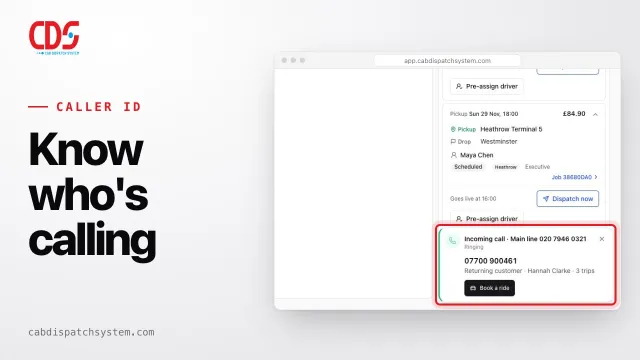 CDS
CAB DISPATCH SYSTEM
CALLER ID
Know
who's
calling
cabdispatchsystem.com
app.cabdispatchsystem.com
Pre-assign driver
Pickup Sun 29 Nov, 18:00 £84.90
Pickup Heathrow Terminal 5
Drop Westminster
Maya Chen
Scheduled Heathrow Executive
Job 38680DA0
Goes live at 16:00 Dispatch now
Pre-assign driver
Incoming call · Main line 020 7946 0321
Ringing
07700 900461
Returning customer · Hannah Clarke · 3 trips
Book a ride